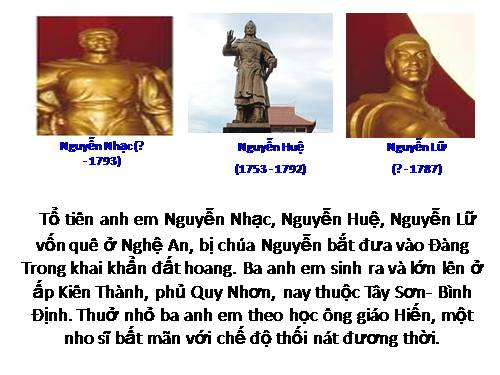 Nguyễn Nhạc (?
- 1793)
Nguyễn Huệ
(1753 - 1792)
Nguyễn Lữ
(? - 1787)
Tổ tiên anh em Nguyễn Nhạc, Nguyễn Huệ, Nguyễn Lữ
vốn quê ở Nghệ An, bị chúa Nguyễn bắt đưa vào Đàng
Trong khai khẩn đất hoang. Ba anh em sinh ra và lớn lên ở
ấp Kiên Thành, phủ Quy Nhơn, nay thuộc Tây Sơn- Bình
Định. Thuở nhỏ ba anh em theo học ông giáo Hiến, một
nho sĩ bất mãn với chế độ thối nát đương thời.